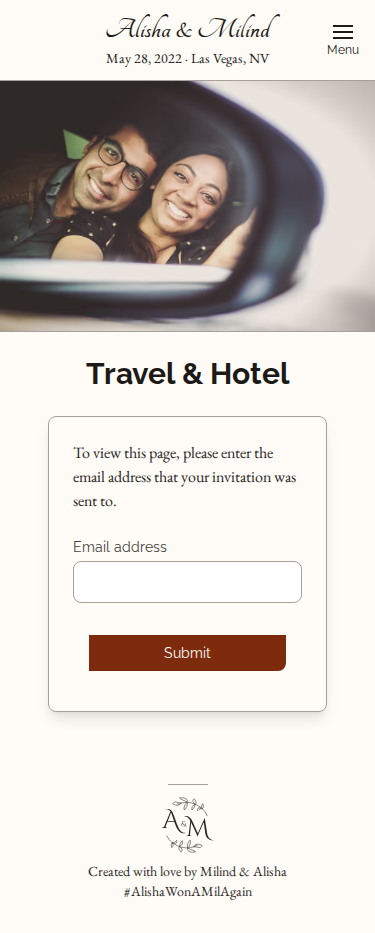 Alisha & Milind
May 28, 2022 · Las Vegas, NV
Menu
Travel & Hotel
To view this page, please enter the
email address that your invitation was
sent to.
Email address
Submit
A&M
Created with love by Milind & Alisha
#AlishaWonAMilAgain